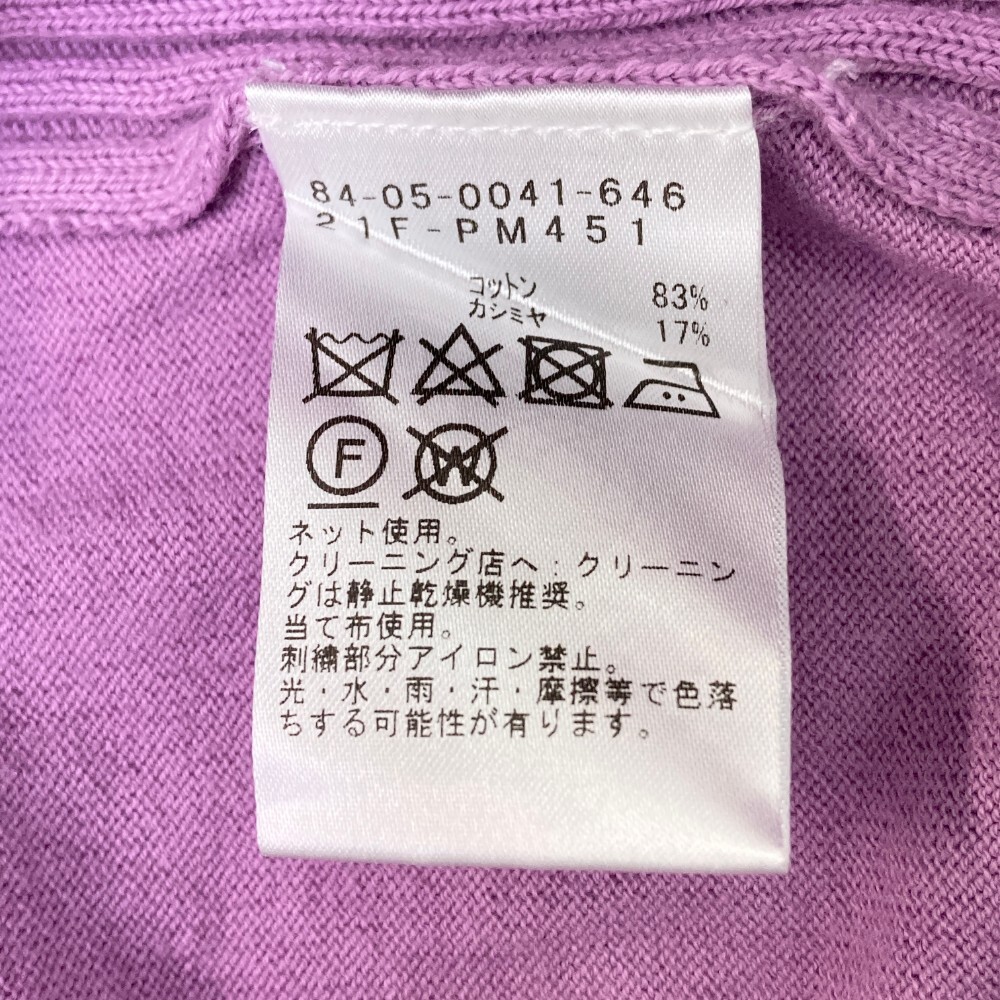 84-05-0041-646
21F-PM451
コットン 83%
カシミヤ 17%
F W
ネット使用。
クリーニング店へ：クリーニン
グは静止乾燥機推奨。
当て布使用。
刺繍部分アイロン禁止。
光・水・雨・汗・摩擦等で色落
ちする可能性が有ります。